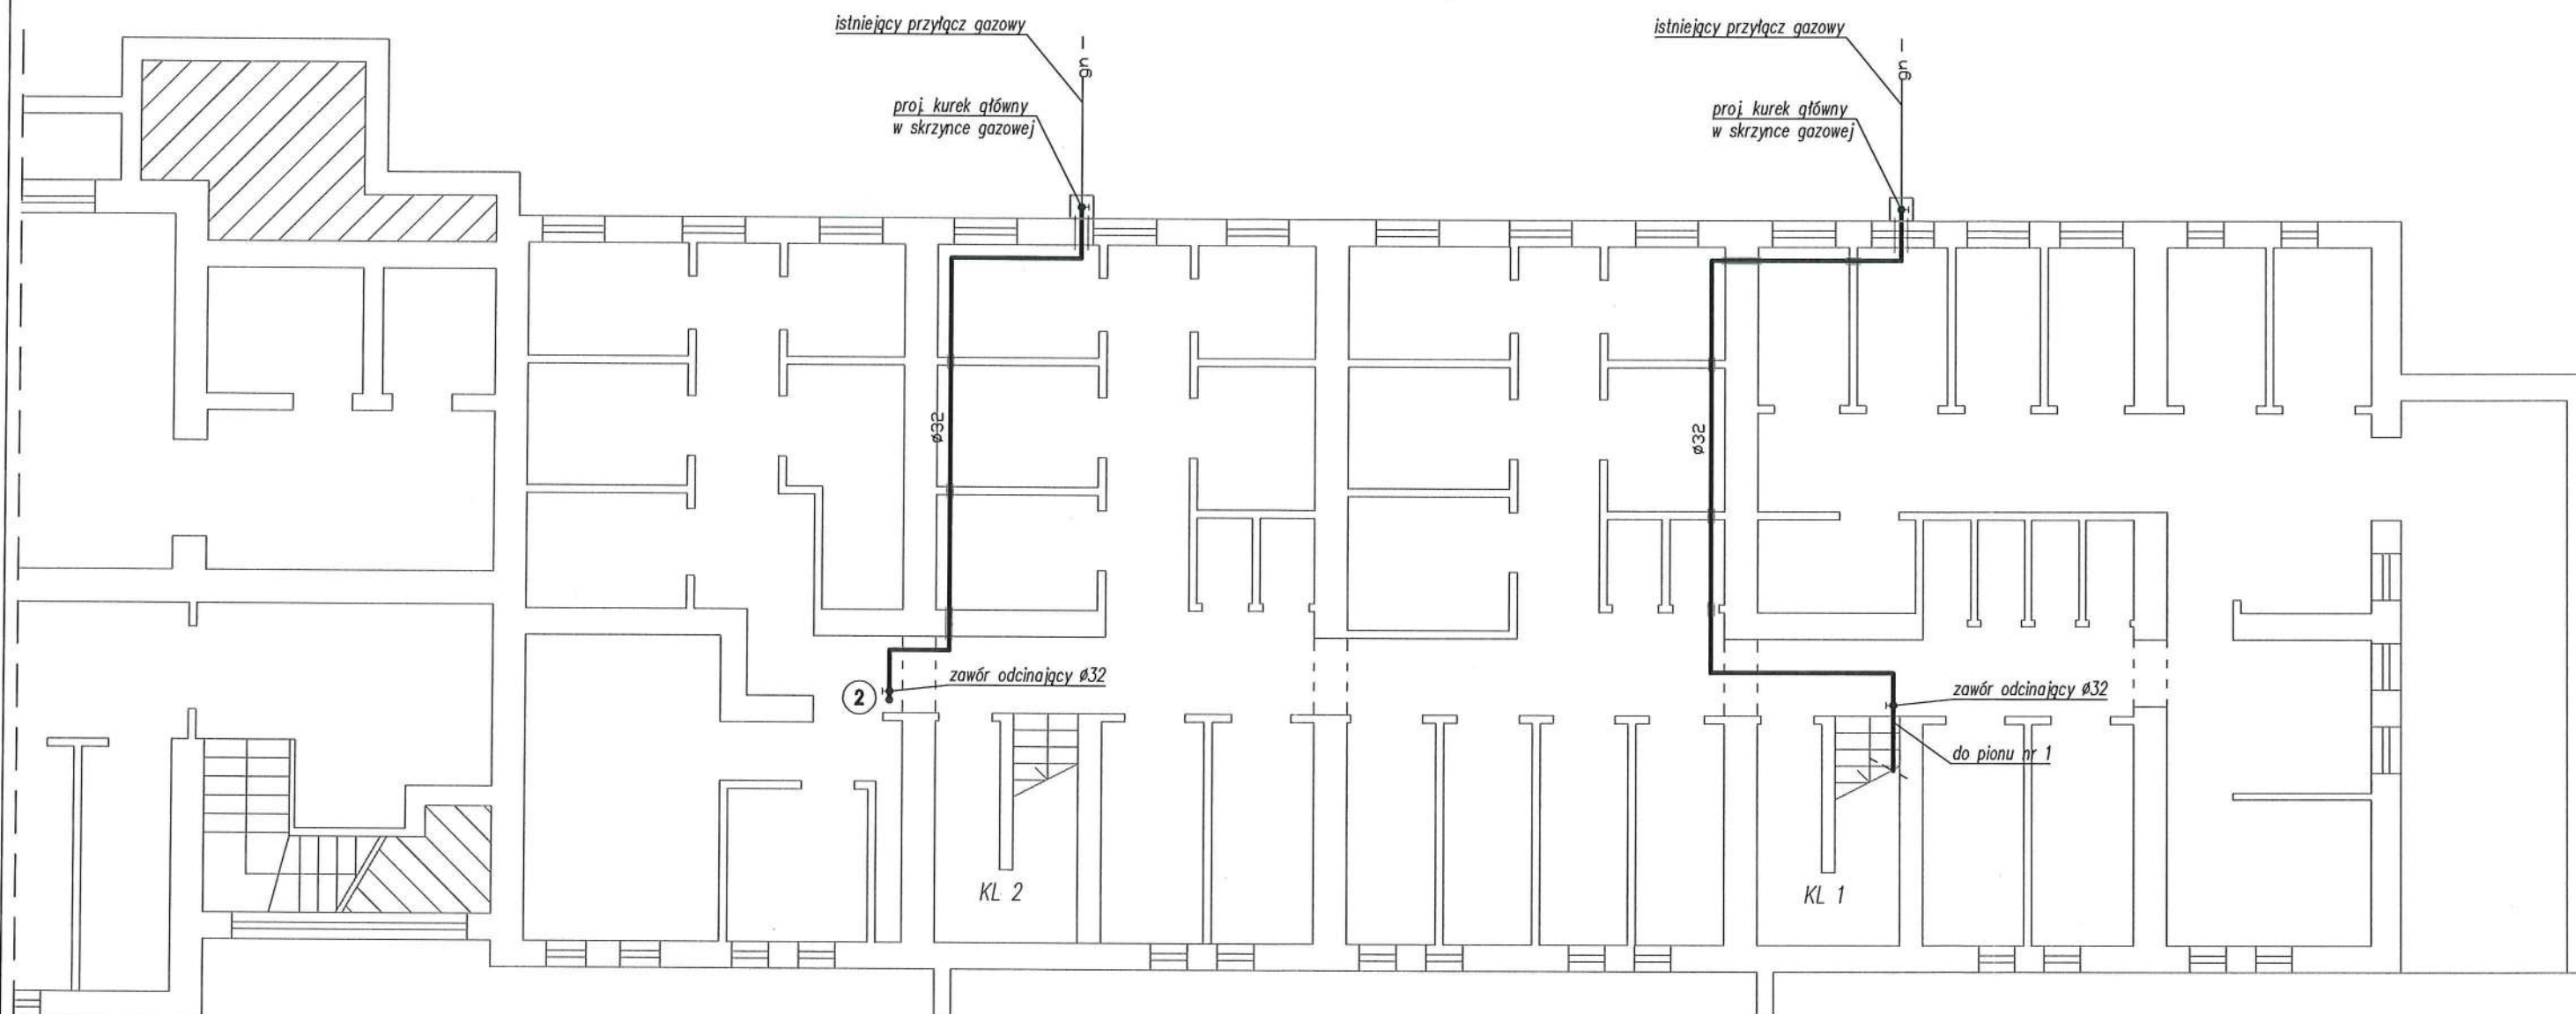 istniejący przyłącz gazowy
gn
proj. kurek główny
w skrzynce gazowej
istniejący przyłącz gazowy
gn
proj. kurek główny
w skrzynce gazowej
ø32
ø32
zawór odcinający ø32
2
zawór odcinający ø32
do pionu nr 1
KL 2
KL 1